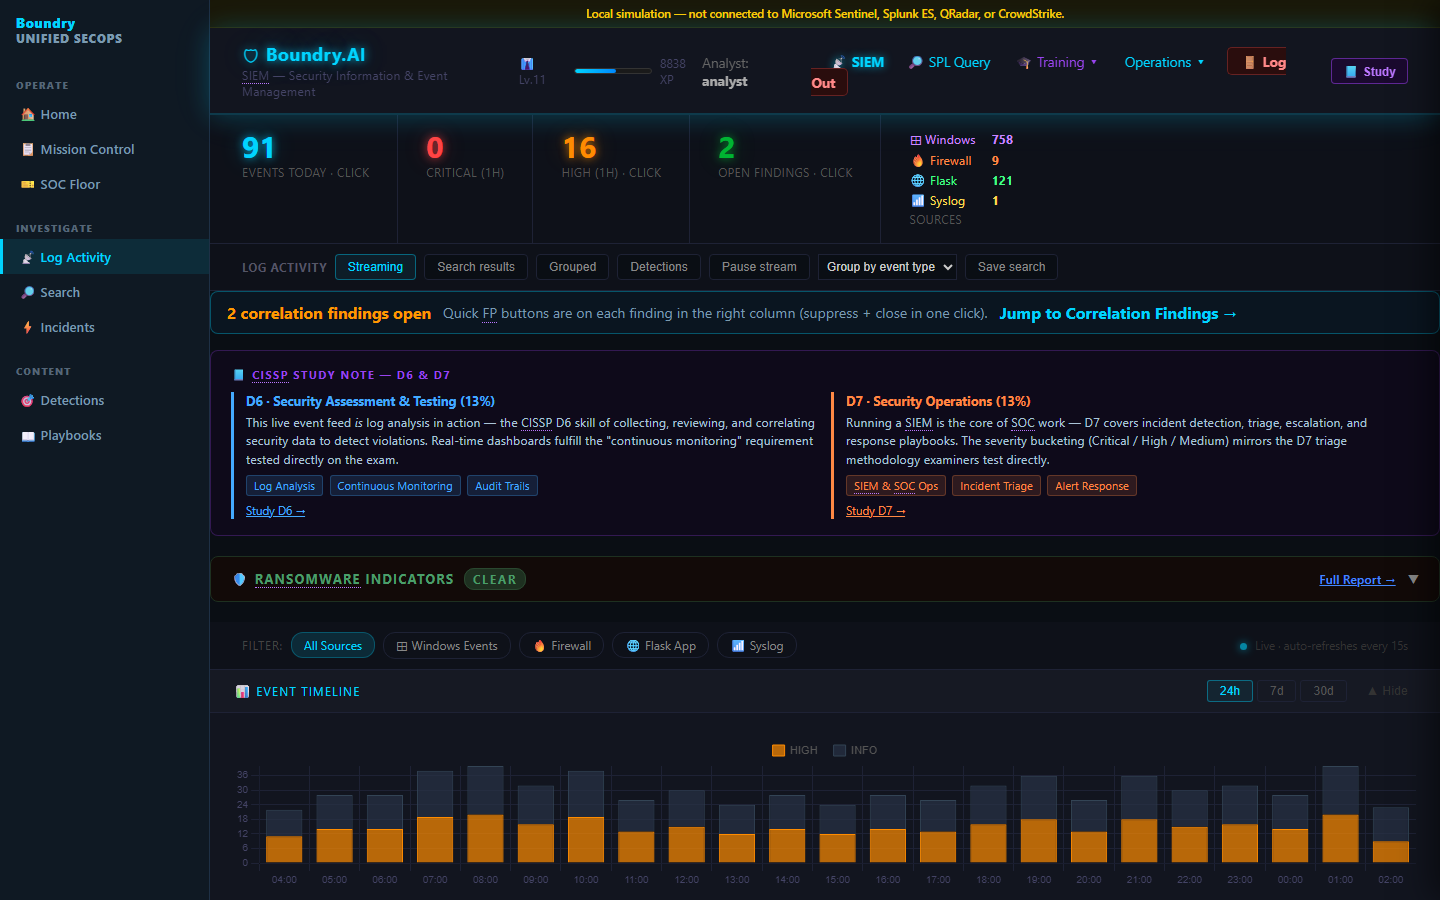 Boundry
UNIFIED SECOPS
OPERATE
Home
Mission Control
SOC Floor
INVESTIGATE
Log Activity
Search
Incidents
CONTENT
Detections
Playbooks
Local simulation — not connected to Microsoft Sentinel, Splunk ES, QRadar, or CrowdStrike.
Boundry.AI
SIEM — Security Information & Event
Management
Lv.11
8838
XP
Analyst:
analyst
SIEM
SPL Query
Training ▾
Operations ▾
Log
Out
Study
91
EVENTS TODAY · CLICK
0
CRITICAL (1H)
16
HIGH (1H) · CLICK
2
OPEN FINDINGS · CLICK
Windows 758
Firewall 9
Flask 121
Syslog 1
SOURCES
LOG ACTIVITY Streaming Search results Grouped Detections Pause stream Group by event type Save search
2 correlation findings open Quick FP buttons are on each finding in the right column (suppress + close in one click). Jump to Correlation Findings →
CISSP STUDY NOTE — D6 & D7
D6 · Security Assessment & Testing (13%)
This live event feed is log analysis in action — the CISSP D6 skill of collecting, reviewing, and correlating
security data to detect violations. Real-time dashboards fulfill the "continuous monitoring" requirement
tested directly on the exam.
Log Analysis Continuous Monitoring Audit Trails
Study D6 →
D7 · Security Operations (13%)
Running a SIEM is the core of SOC work — D7 covers incident detection, triage, escalation, and
response playbooks. The severity bucketing (Critical / High / Medium) mirrors the D7 triage
methodology examiners test directly.
SIEM & SOC Ops Incident Triage Alert Response
Study D7 →
RANSOMWARE INDICATORS CLEAR Full Report → ▼
FILTER: All Sources Windows Events Firewall Flask App Syslog Live · auto-refreshes every 15s
EVENT TIMELINE 24h 7d 30d ▲ Hide
HIGH INFO
36
30
24
18
12
6
0
04:00 05:00 06:00 07:00 08:00 09:00 10:00 11:00 12:00 13:00 14:00 15:00 16:00 17:00 18:00 19:00 20:00 21:00 22:00 23:00 00:00 01:00 02:00